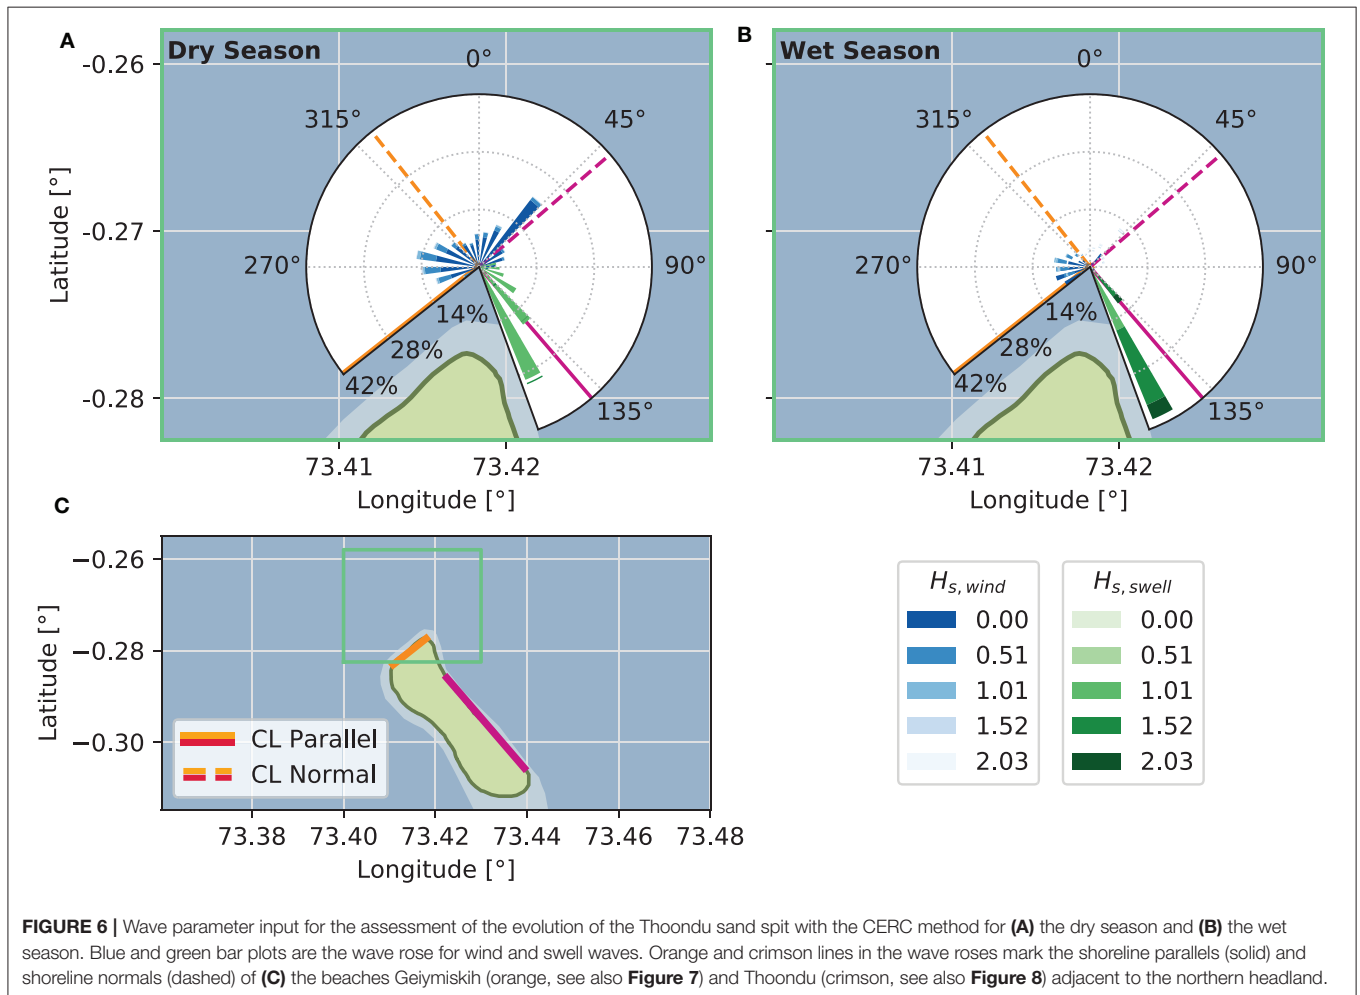 A
Dry Season
-0.26
-0.27
-0.28
Latitude [°]
0°
45°
90°
135°
270°
315°
14%
28%
42%
73.41
73.42
Longitude [°]
B
Wet Season
0°
45°
90°
135°
270°
315°
14%
28%
42%
73.41
73.42
Longitude [°]
C
−0.26
−0.28
−0.30
Latitude [°]
CL Parallel
CL Normal
73.38
73.40
73.42
73.44
73.46
73.48
Longitude [°]
Hs,wind
0.00
0.51
1.01
1.52
2.03
Hs,swell
0.00
0.51
1.01
1.52
2.03
FIGURE 6 | Wave parameter input for the assessment of the evolution of the Thoondu sand spit with the CERC method for (A) the dry season and (B) the wet
season. Blue and green bar plots are the wave rose for wind and swell waves. Orange and crimson lines in the wave roses mark the shoreline parallels (solid) and
shoreline normals (dashed) of (C) the beaches Geiymiskih (orange, see also Figure 7) and Thoondu (crimson, see also Figure 8) adjacent to the northern headland.